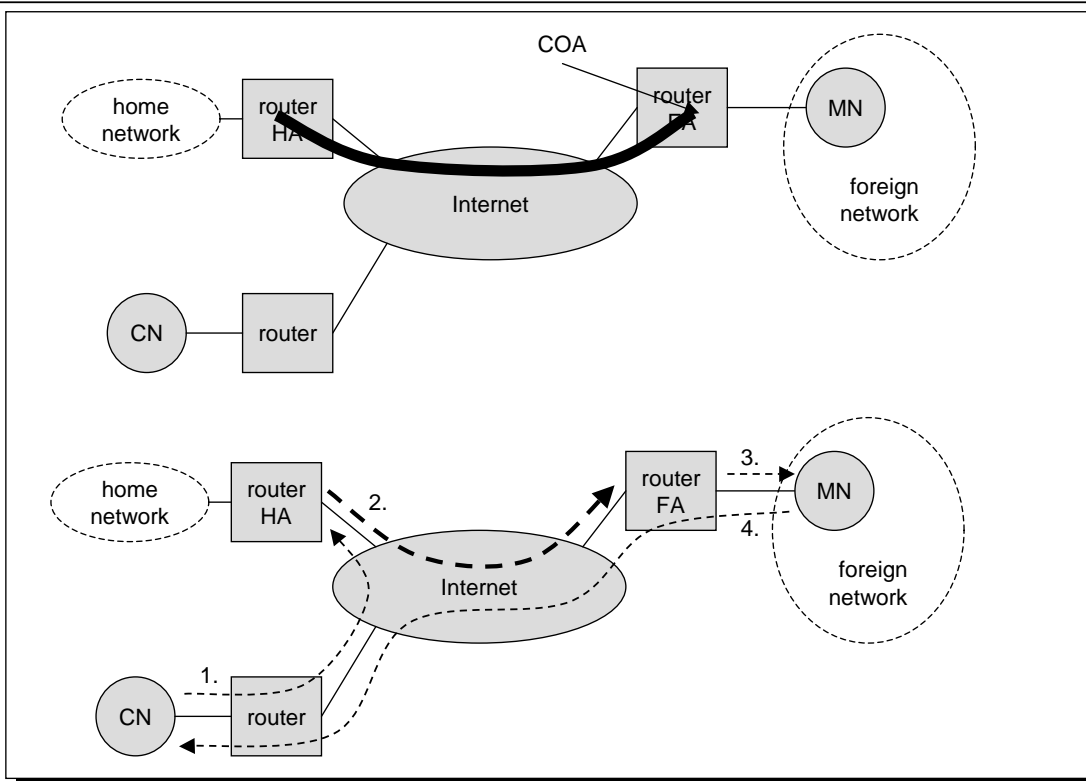 COA
home
network
router
HA
router
FA
MN
Internet
foreign
network
CN
router
home
network
router
HA
2.
router
FA
3.
MN
4.
Internet
foreign
network
1.
CN
router